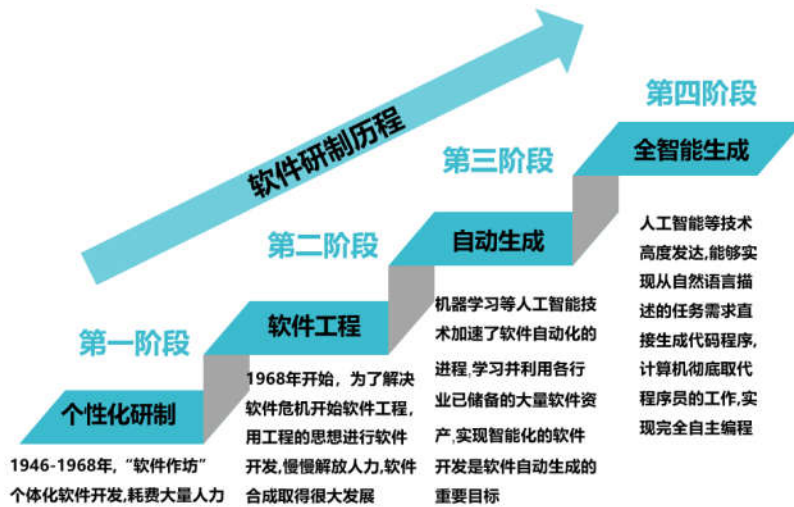 软件研制历程
第一阶段
个性化研制
1946-1968年，“软件作坊”
个体化软件开发,耗费大量人力
第二阶段
软件工程
1968年开始，为了解决
软件危机开始软件工程，
用工程的思想进行软件
开发,慢慢解放人力,软件
合成取得很大发展
第三阶段
自动生成
机器学习等人工智能技
术加速了软件自动化的
进程,学习并利用各行
业已储备的大量软件资
产,实现智能化的软件
开发是软件自动生成的
重要目标
第四阶段
全智能生成
人工智能等技术
高度发达,能够实
现从自然语言描
述的任务需求直
接生成代码程序,
计算机彻底取代
程序员的工作,实
现完全自主编程